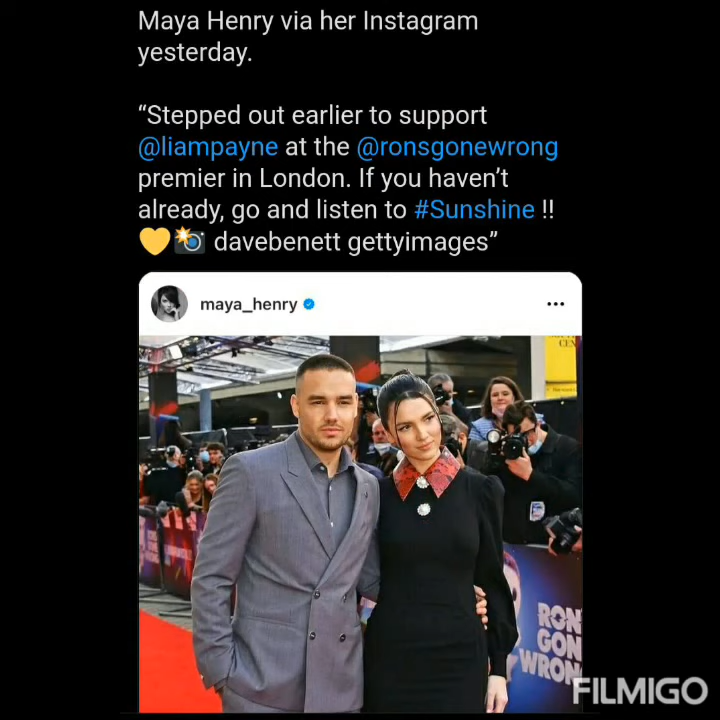 Maya Henry via her Instagram
yesterday.
“Stepped out earlier to support
@liampayne at the @ronsgonewrong
premier in London. If you haven’t
already, go and listen to #Sunshine !!
💛📸 davebenett gettyimages”
maya_henry
CEN
RON
GON
WRON
FILMIGO